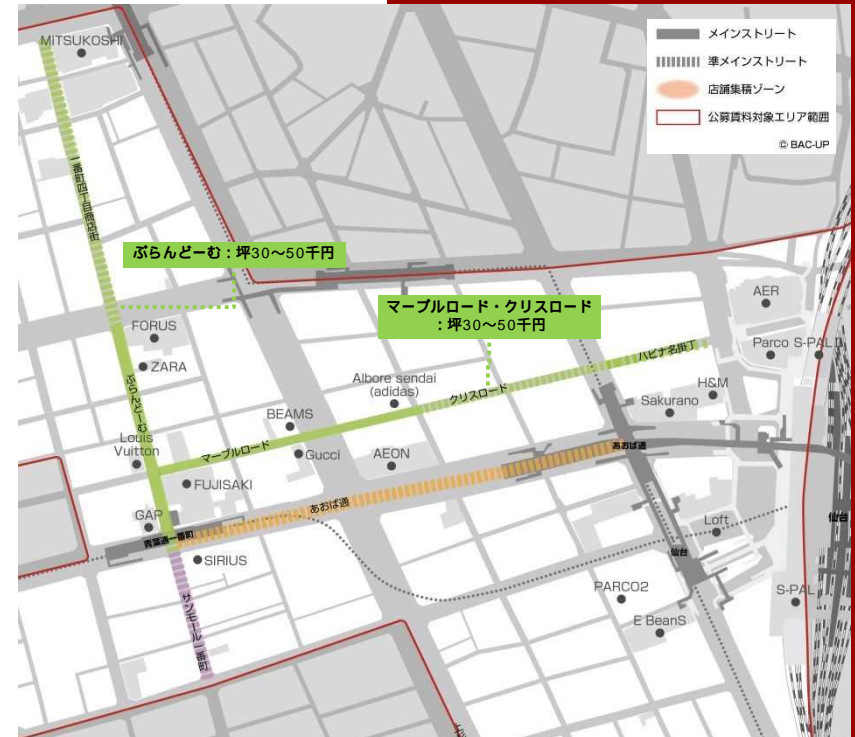 MITSUKOSHI
メインストリート
準メインストリート
店舗集積ゾーン
公募賃料対象エリア範囲
© BAC-UP
一番町四丁目商店街
ぶらんどーむ：坪30～50千円
マーブルロード・クリスロード
：坪30～50千円
AER
FORUS
Parco
S-PAL II
ZARA
ハピナ名掛丁
Albore sendai
(adidas)
クリスロード
H&M
ぶらんどーむ
Sakurano
BEAMS
Louis
Vuitton
マーブルロード
Gucci
AEON
あおば通
FUJISAKI
あおば通
GAP
Loft
仙台
青葉通一番町
SIRIUS
仙台
PARCO2
S-PAL
サンモール一番町
E BeanS